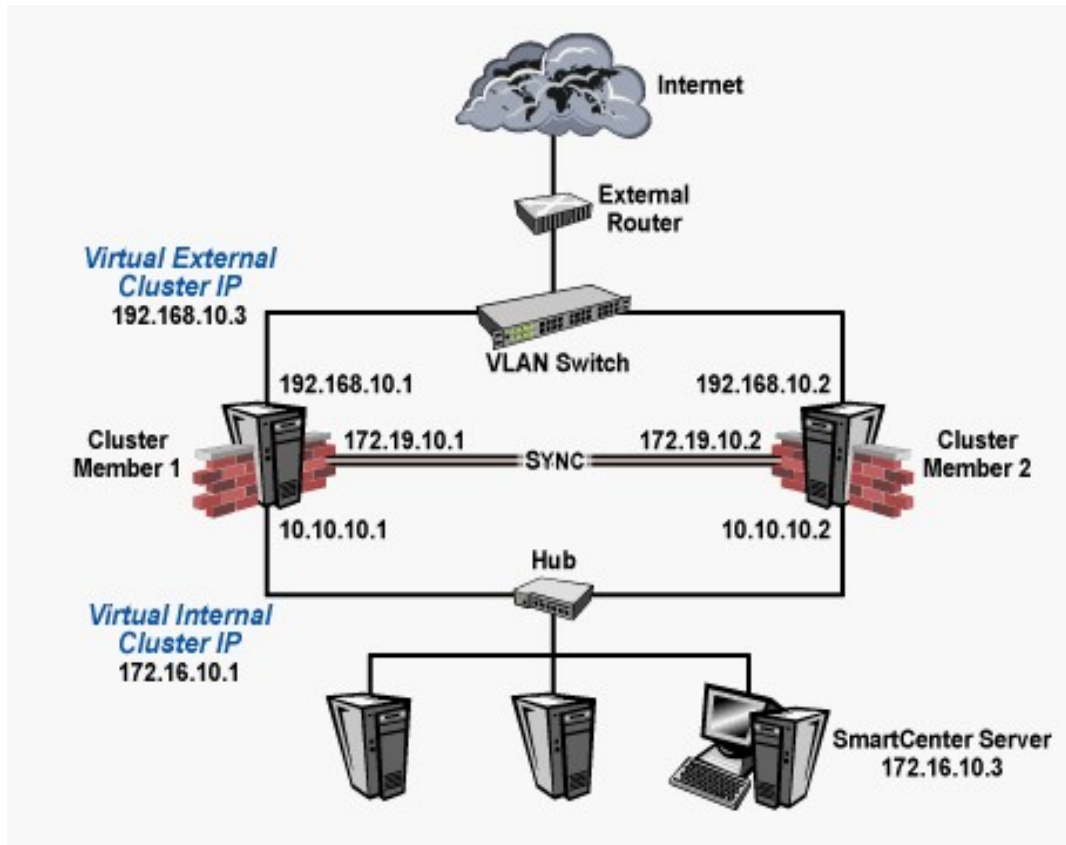 Internet
External
Router
Virtual External
Cluster IP
192.168.10.3
VLAN Switch
192.168.10.1
192.168.10.2
Cluster
Member 1
172.19.10.1
SYNC
172.19.10.2
Cluster
Member 2
10.10.10.1
10.10.10.2
Hub
Virtual Internal
Cluster IP
172.16.10.1
SmartCenter Server
172.16.10.3